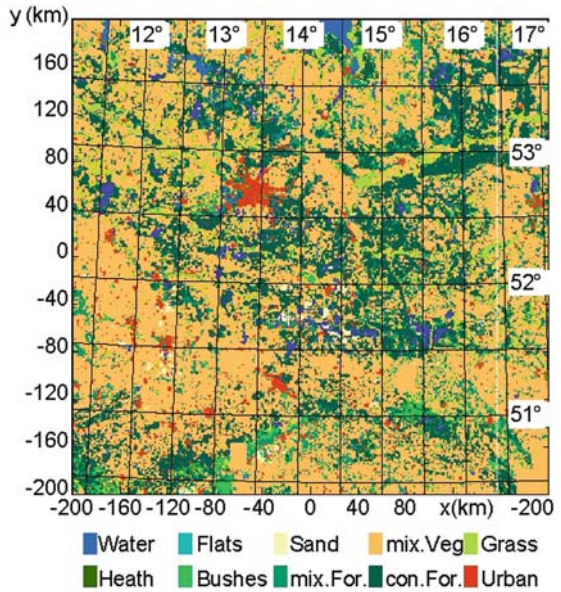 y (km)
12° 13° 14° 15° 16° 17°
160
120
80
53°
40
0
52°
-40
-80
-120
51°
-160
-200
-200 -160 -120 -80 -40 0 40 80 x(km) -200
Water Flats Sand mix.Veg Grass
Heath Bushes mix.For. con.For. Urban